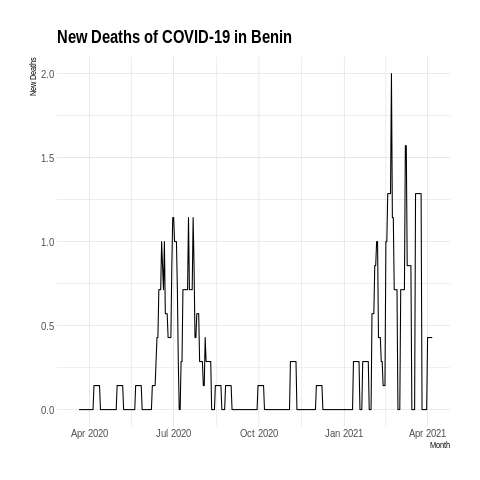 New Deaths of COVID-19 in Benin
New Deaths
2.0
1.5
1.0
0.5
0.0
Apr 2020 Jul 2020 Oct 2020 Jan 2021 Apr 2021
Month